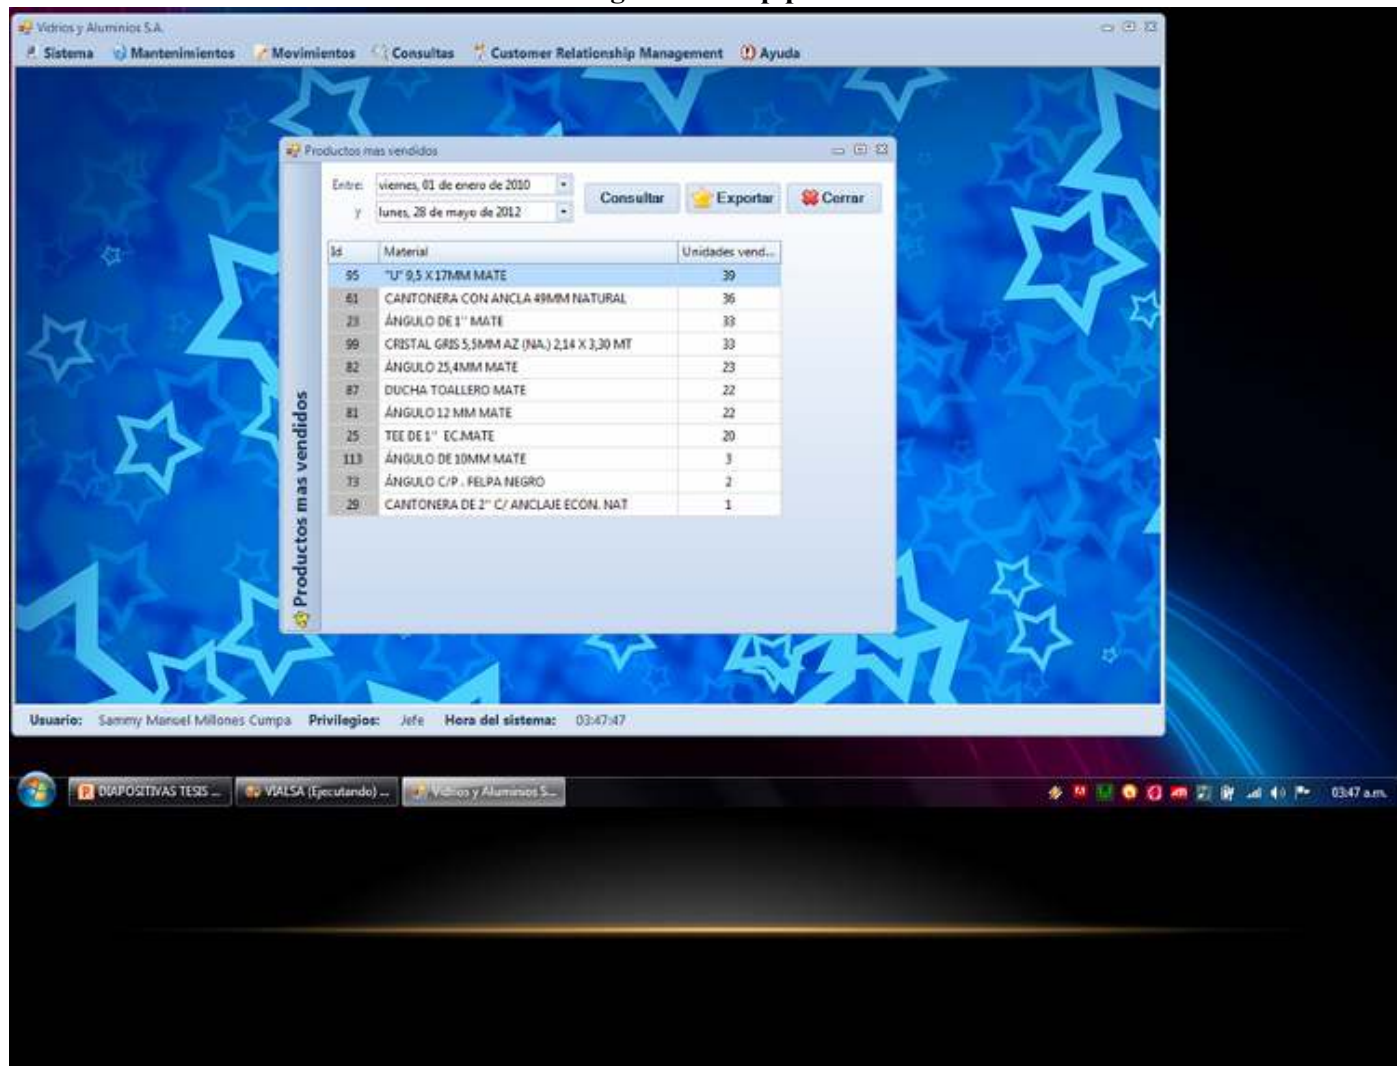 Vidrios y Aluminios S.A.
Sistema Mantenimientos Movimientos Consultas Customer Relationship Management Ayuda
Productos mas vendidos
Entre: viernes, 01 de enero de 2010
y lunes, 28 de mayo de 2012
Consultar Exportar Cerrar
Id Material Unidades vend...
95 "U" 9,5 X 17MM MATE 39
61 CANTONERA CON ANCLA 49MM NATURAL 36
23 ÁNGULO DE 1'' MATE 33
99 CRISTAL GRIS 5,5MM AZ (NA.) 2,14 X 3,30 MT 33
82 ÁNGULO 25,4MM MATE 23
87 DUCHA TOALLERO MATE 22
81 ÁNGULO 12 MM MATE 22
25 TEE DE 1'' EC.MATE 20
113 ÁNGULO DE 10MM MATE 3
73 ÁNGULO C/P . FELPA NEGRO 2
29 CANTONERA DE 2'' C/ ANCLAJE ECON. NAT 1
Productos mas vendidos
Usuario: Sammy Manuel Millones Cumpa Privilegios: Jefe Hora del sistema: 03:47:47
DIAPOSITIVAS TESIS ... VIALSA (Ejecutando) ... Vidrios y Aluminios S... 03:47 a.m.